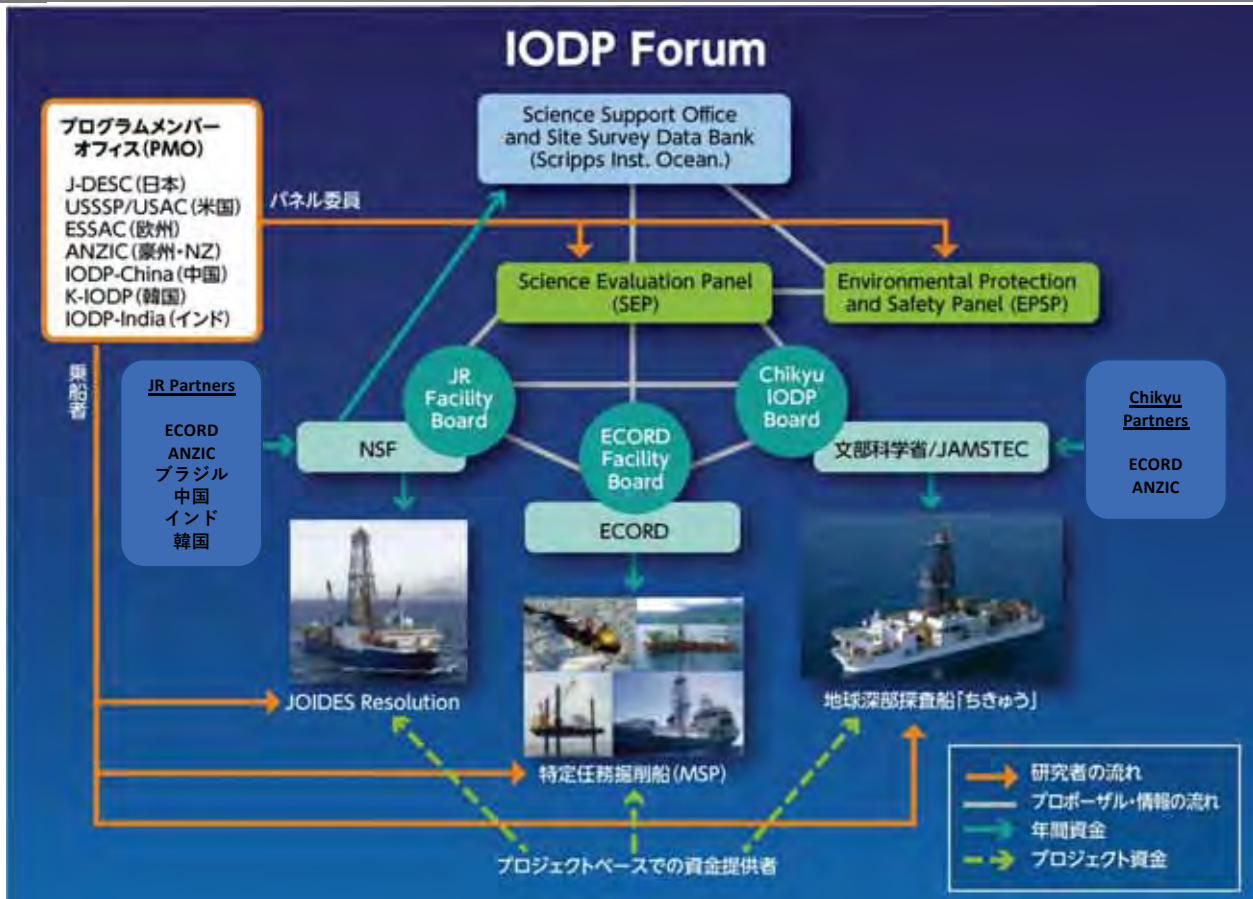 IODP Forum
プログラムメンバー
オフィス(PMO)
J-DESC(日本)
USSSP/USAC(米国)
ESSAC(欧州)
ANZIC(豪州・NZ)
IODP-China(中国)
K-IODP(韓国)
IODP-India(インド)
Science Support Office
and Site Survey Data Bank
(Scripps Inst. Ocean.)
パネル委員
Science Evaluation Panel
(SEP)
Environmental Protection
and Safety Panel (EPSP)
乗船者
JR Partners
ECORD
ANZIC
ブラジル
中国
インド
韓国
NSF
JR
Facility
Board
ECORD
Facility
Board
Chikyu
IODP
Board
文部科学省/JAMSTEC
Chikyu
Partners
ECORD
ANZIC
ECORD
JOIDES Resolution
特定任務掘削船(MSP)
地球深部探査船「ちきゅう」
プロジェクトベースでの資金提供者
研究者の流れ
プロポーザル・情報の流れ
年間資金
プロジェクト資金